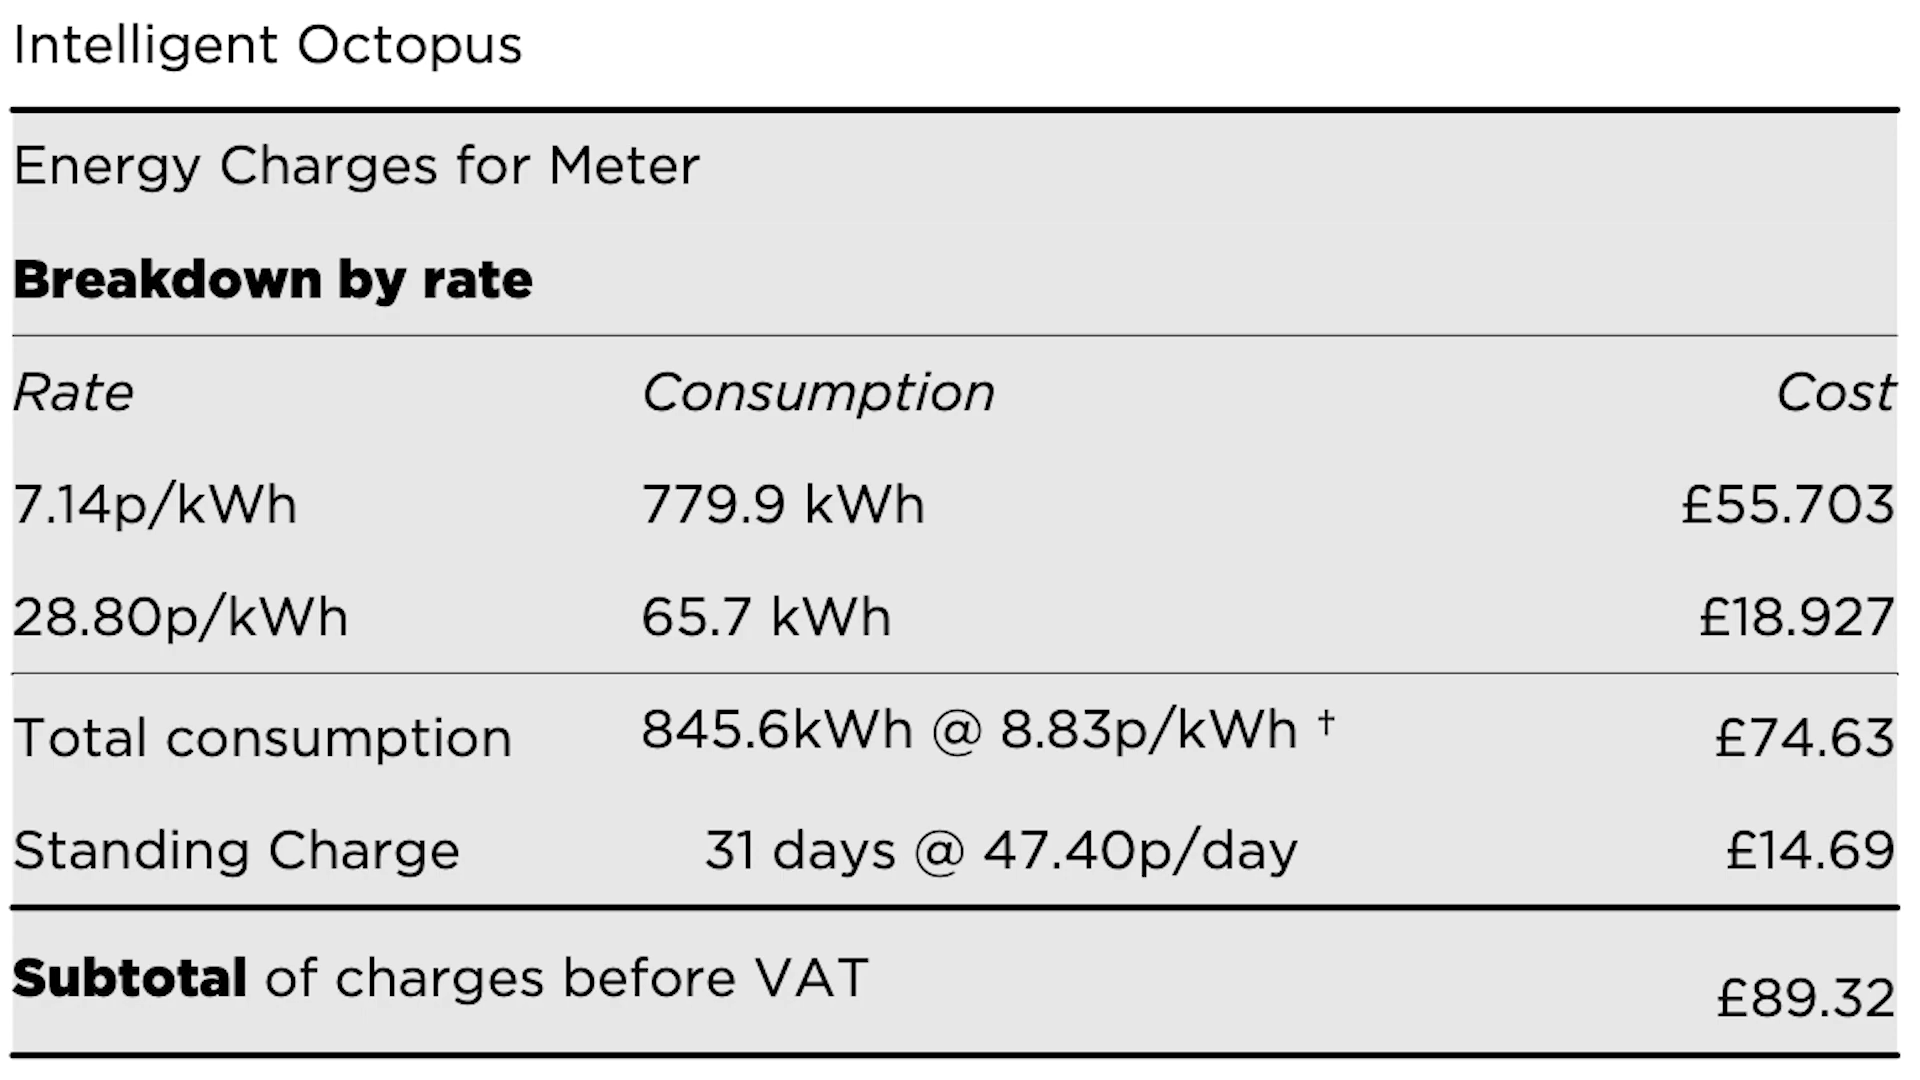 Intelligent Octopus
Energy Charges for Meter
Breakdown by rate
Rate Consumption Cost
7.14p/kWh 779.9 kWh £55.703
28.80p/kWh 65.7 kWh £18.927
Total consumption 845.6kWh @ 8.83p/kWh † £74.63
Standing Charge 31 days @ 47.40p/day £14.69
Subtotal of charges before VAT £89.32